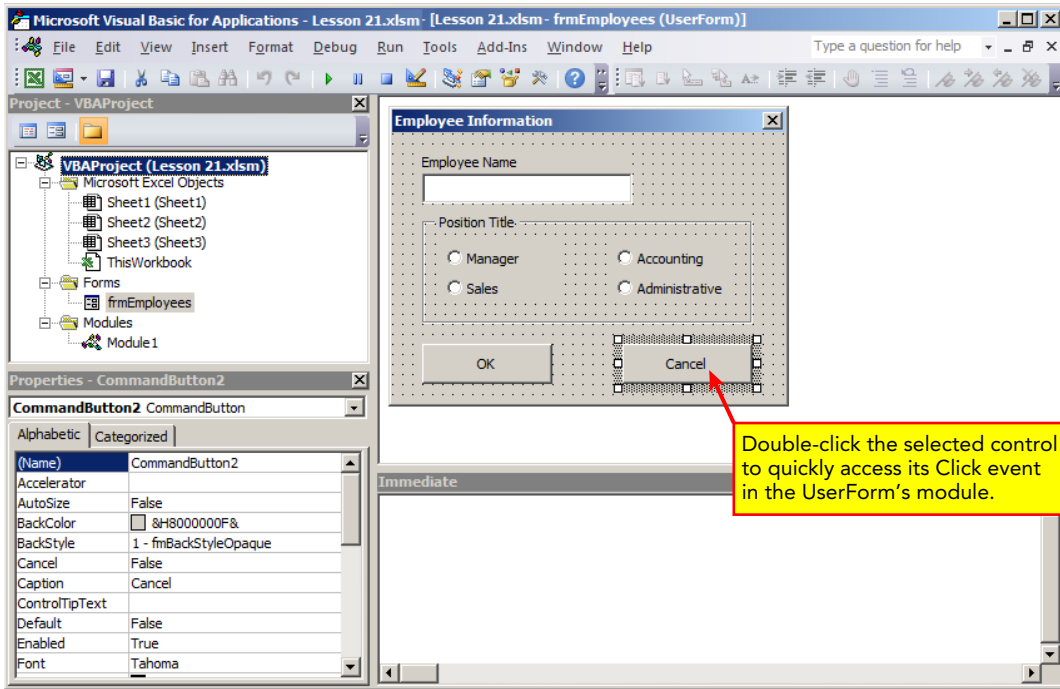 Microsoft Visual Basic for Applications - Lesson 21.xlsm - [Lesson 21.xlsm - frmEmployees (UserForm)]
File Edit View Insert Format Debug Run Tools Add-Ins Window Help Type a question for help
Project - VBAProject
VBAProject (Lesson 21.xlsm)
Microsoft Excel Objects
Sheet1 (Sheet1)
Sheet2 (Sheet2)
Sheet3 (Sheet3)
ThisWorkbook
Forms
frmEmployees
Modules
Module1
Properties - CommandButton2
CommandButton2 CommandButton
Alphabetic Categorized
(Name) CommandButton2
Accelerator
AutoSize False
BackColor &H8000000F&
BackStyle 1 - fmBackStyleOpaque
Cancel False
Caption Cancel
ControlTipText
Default False
Enabled True
Font Tahoma
Employee Information
Employee Name
Position Title
Manager Accounting
Sales Administrative
OK Cancel
Double-click the selected control
to quickly access its Click event
in the UserForm's module.
Immediate